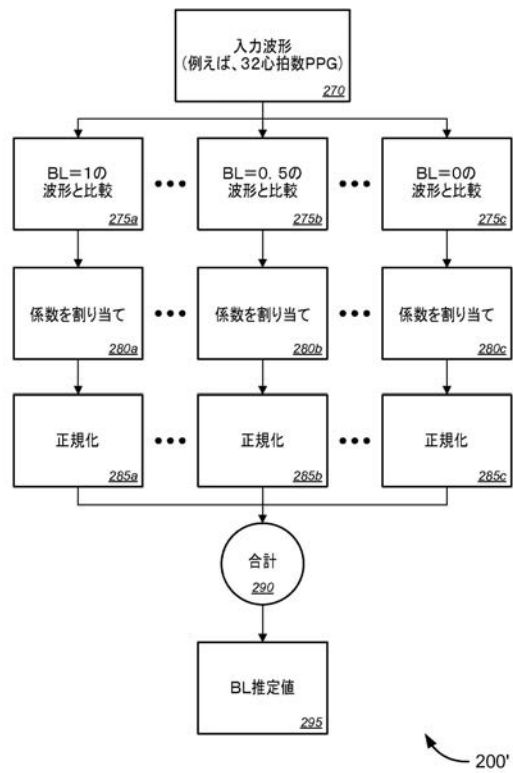 入力波形
(例えば、32心拍数PPG)
270
BL=1の
波形と比較
275a
•••
BL=0.5の
波形と比較
275b
•••
BL=0の
波形と比較
275c
係数を割り当て
280a
•••
係数を割り当て
280b
•••
係数を割り当て
280c
正規化
285a
•••
正規化
285b
•••
正規化
285c
合計
290
BL推定値
295
200'